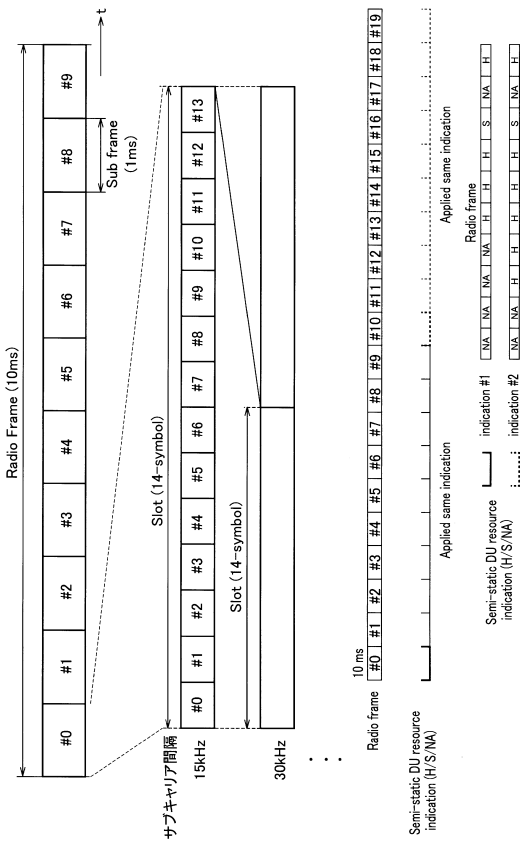 Radio Frame (10ms)
#0 #1 #2 #3 #4 #5 #6 #7 #8 #9
t
Sub frame
(1ms)
Slot (14-symbol)
サブキャリア間隔
15kHz
#0 #1 #2 #3 #4 #5 #6 #7 #8 #9 #10 #11 #12 #13
Slot (14-symbol)
30kHz
10 ms
Radio frame
#0 #1 #2 #3 #4 #5 #6 #7 #8 #9 #10 #11 #12 #13 #14 #15 #16 #17 #18 #19
Semi-static DU resource
indication (H/S/NA)
Applied same indication
Applied same indication
Radio frame
Semi-static DU resource
indication (H/S/NA)
indication #1
NA NA NA NA H H H S NA H
indication #2
NA NA H H H H H S NA H